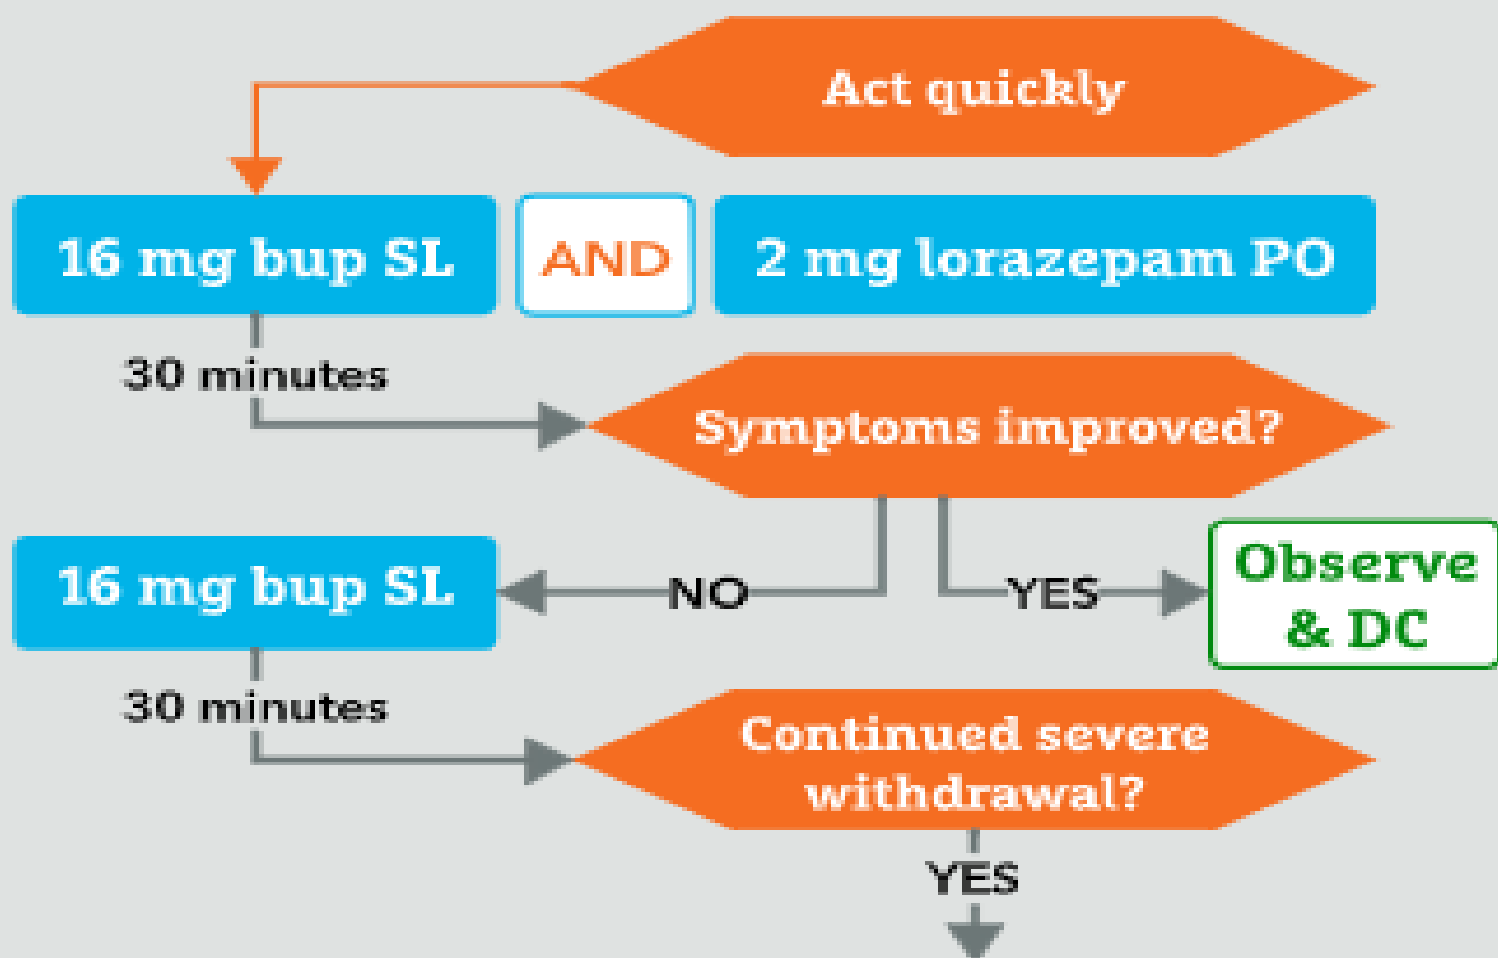 Act quickly
16 mg bup SL
AND
2 mg lorazepam PO
30 minutes
Symptoms improved?
NO
YES
Observe
& DC
16 mg bup SL
30 minutes
Continued severe
withdrawal?
YES